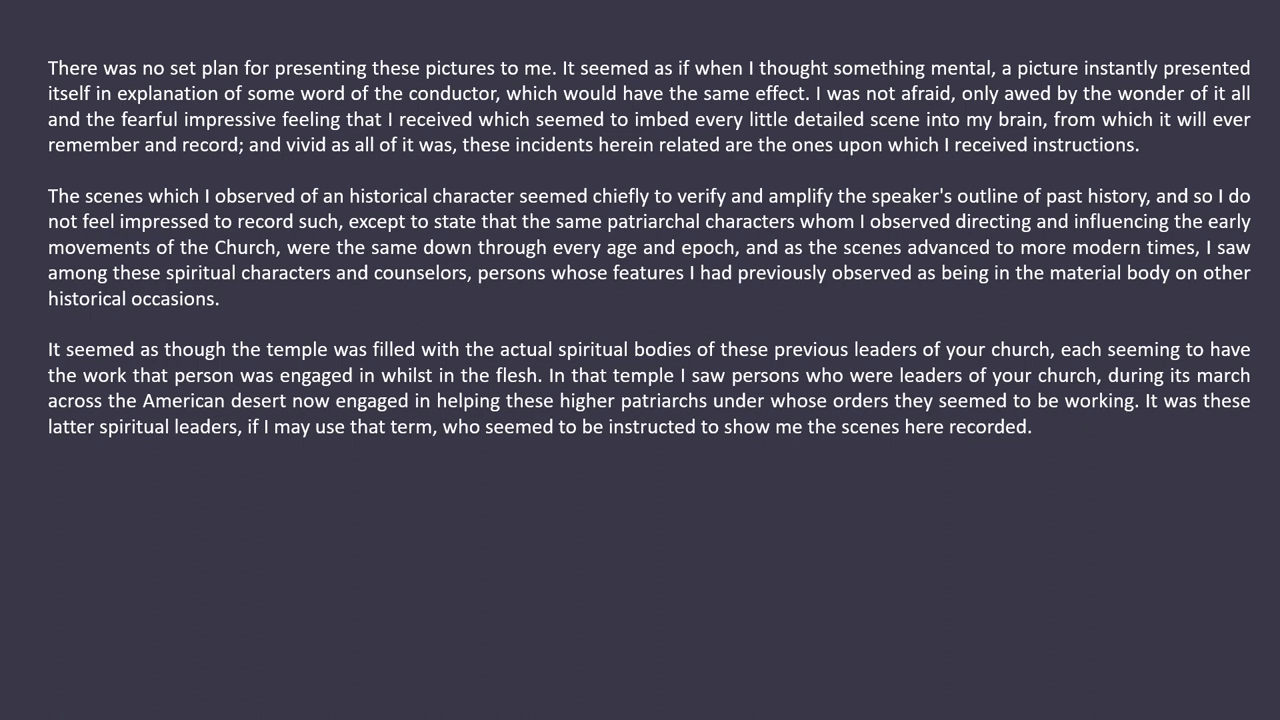 There was no set plan for presenting these pictures to me. It seemed as if when I thought something mental, a picture instantly presented
itself in explanation of some word of the conductor, which would have the same effect. I was not afraid, only awed by the wonder of it all
and the fearful impressive feeling that I received which seemed to imbed every little detailed scene into my brain, from which it will ever
remember and record; and vivid as all of it was, these incidents herein related are the ones upon which I received instructions.
The scenes which I observed of an historical character seemed chiefly to verify and amplify the speaker's outline of past history, and so I do
not feel impressed to record such, except to state that the same patriarchal characters whom I observed directing and influencing the early
movements of the Church, were the same down through every age and epoch, and as the scenes advanced to more modern times, I saw
among these spiritual characters and counselors, persons whose features I had previously observed as being in the material body on other
historical occasions.
It seemed as though the temple was filled with the actual spiritual bodies of these previous leaders of your church, each seeming to have
the work that person was engaged in whilst in the flesh. In that temple I saw persons who were leaders of your church, during its march
across the American desert now engaged in helping these higher patriarchs under whose orders they seemed to be working. It was these
latter spiritual leaders, if I may use that term, who seemed to be instructed to show me the scenes here recorded.